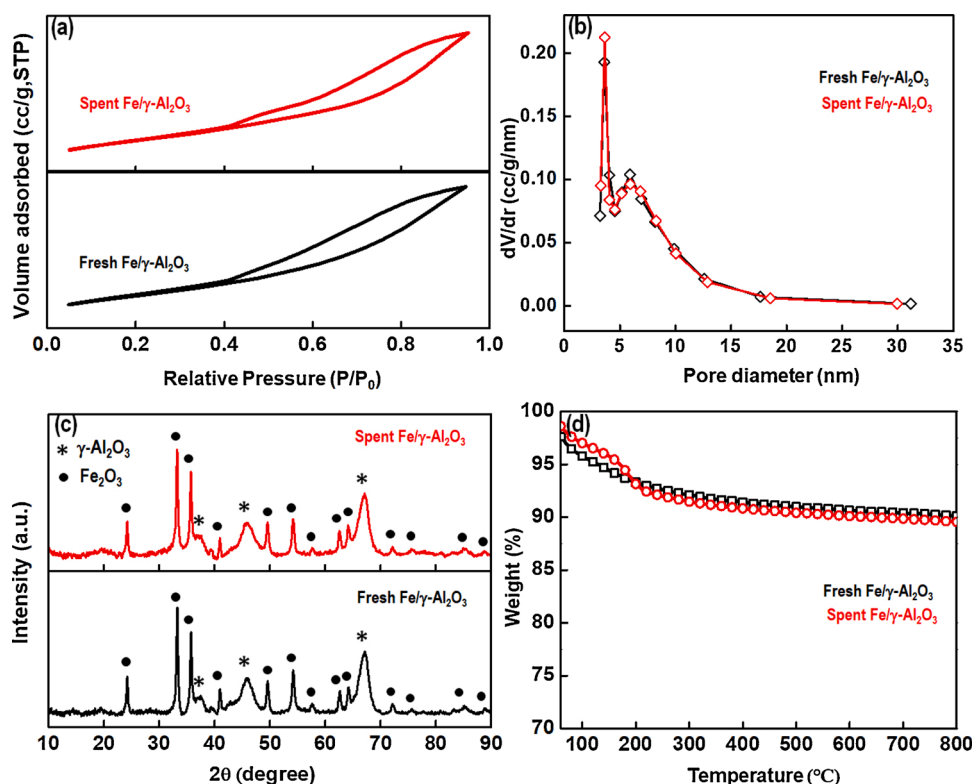 (a)
Volume adsorbed (cc/g,STP)
Spent Fe/γ-Al₂O₃
Fresh Fe/γ-Al₂O₃
0.0 0.2 0.4 0.6 0.8 1.0
Relative Pressure (P/P₀)
(b)
dV/dr (cc/g/nm)
0.20
0.15
0.10
0.05
0.00
Fresh Fe/γ-Al₂O₃
Spent Fe/γ-Al₂O₃
0 5 10 15 20 25 30 35
Pore diameter (nm)
(c)
Intensity (a.u.)
* γ-Al₂O₃
● Fe₂O₃
Spent Fe/γ-Al₂O₃
Fresh Fe/γ-Al₂O₃
10 20 30 40 50 60 70 80 90
2θ (degree)
(d)
Weight (%)
100
95
90
85
80
75
70
Fresh Fe/γ-Al₂O₃
Spent Fe/γ-Al₂O₃
100 200 300 400 500 600 700 800
Temperature (°C)